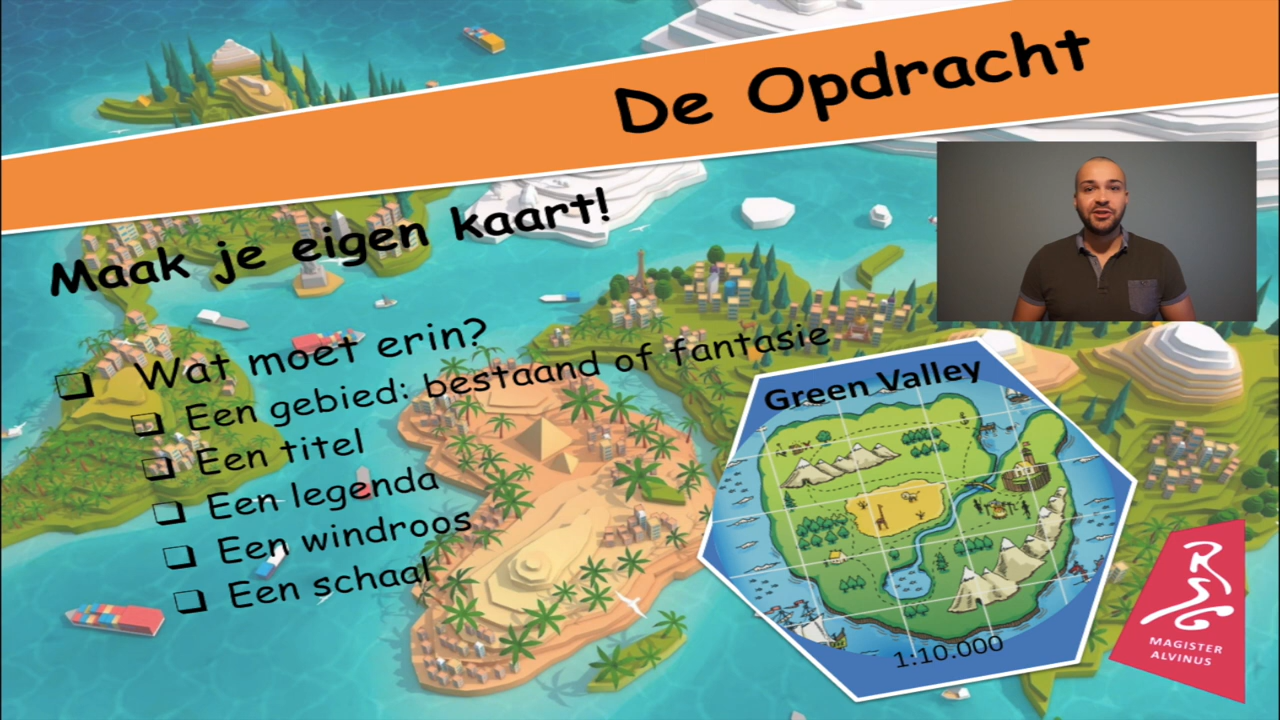 De Opdracht
Maak je eigen kaart!
Wat moet erin?
Een gebied: bestaand of fantasie
Een titel
Een legenda
Een windroos
Een schaal
Green Valley
1:10.000
RSG
MAGISTER
ALVINUS